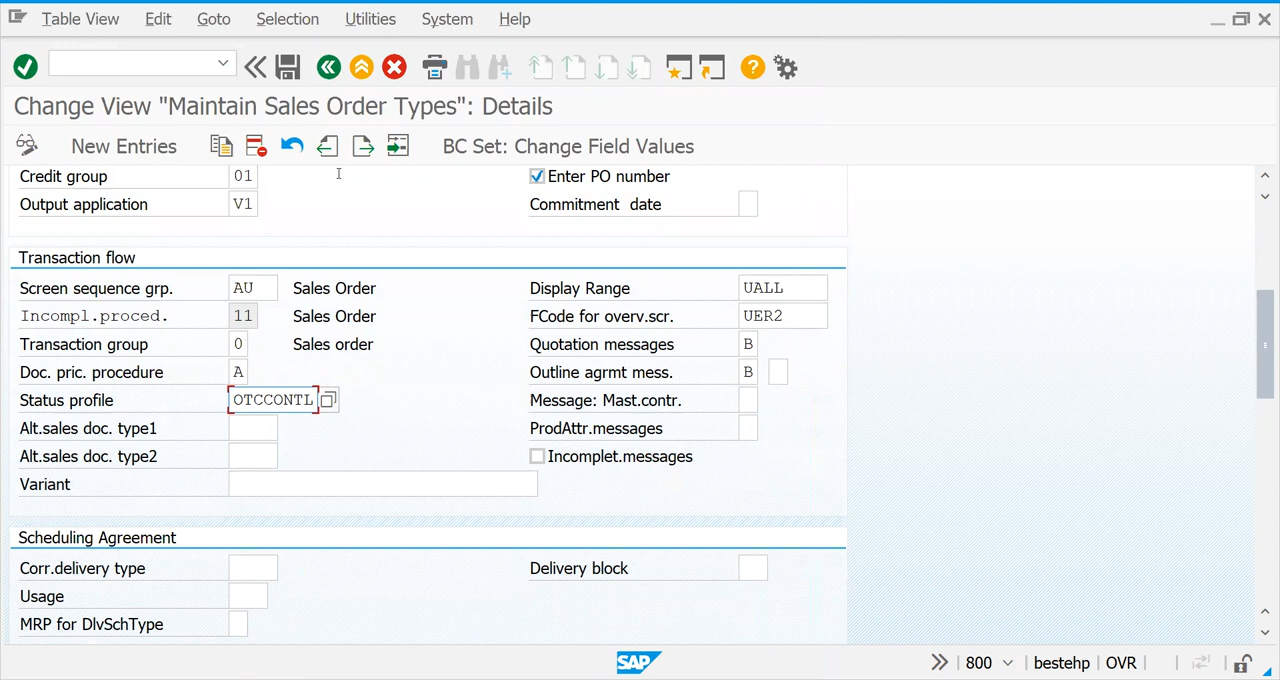 Table View Edit Goto Selection Utilities System Help
Change View "Maintain Sales Order Types": Details
New Entries BC Set: Change Field Values
Credit group 01 Enter PO number
Output application V1 Commitment date
Transaction flow
Screen sequence grp. AU Sales Order Display Range UALL
Incompl.proced. 11 Sales Order FCode for overv.scr. UER2
Transaction group 0 Sales order Quotation messages B
Doc. pric. procedure A Outline agrmt mess. B
Status profile OTCCONTL Message: Mast.contr.
Alt.sales doc. type1 ProdAttr.messages
Alt.sales doc. type2 Incomplet.messages
Variant
Scheduling Agreement
Corr.delivery type Delivery block
Usage
MRP for DlvSchType
SAP 800 bestehp OVR